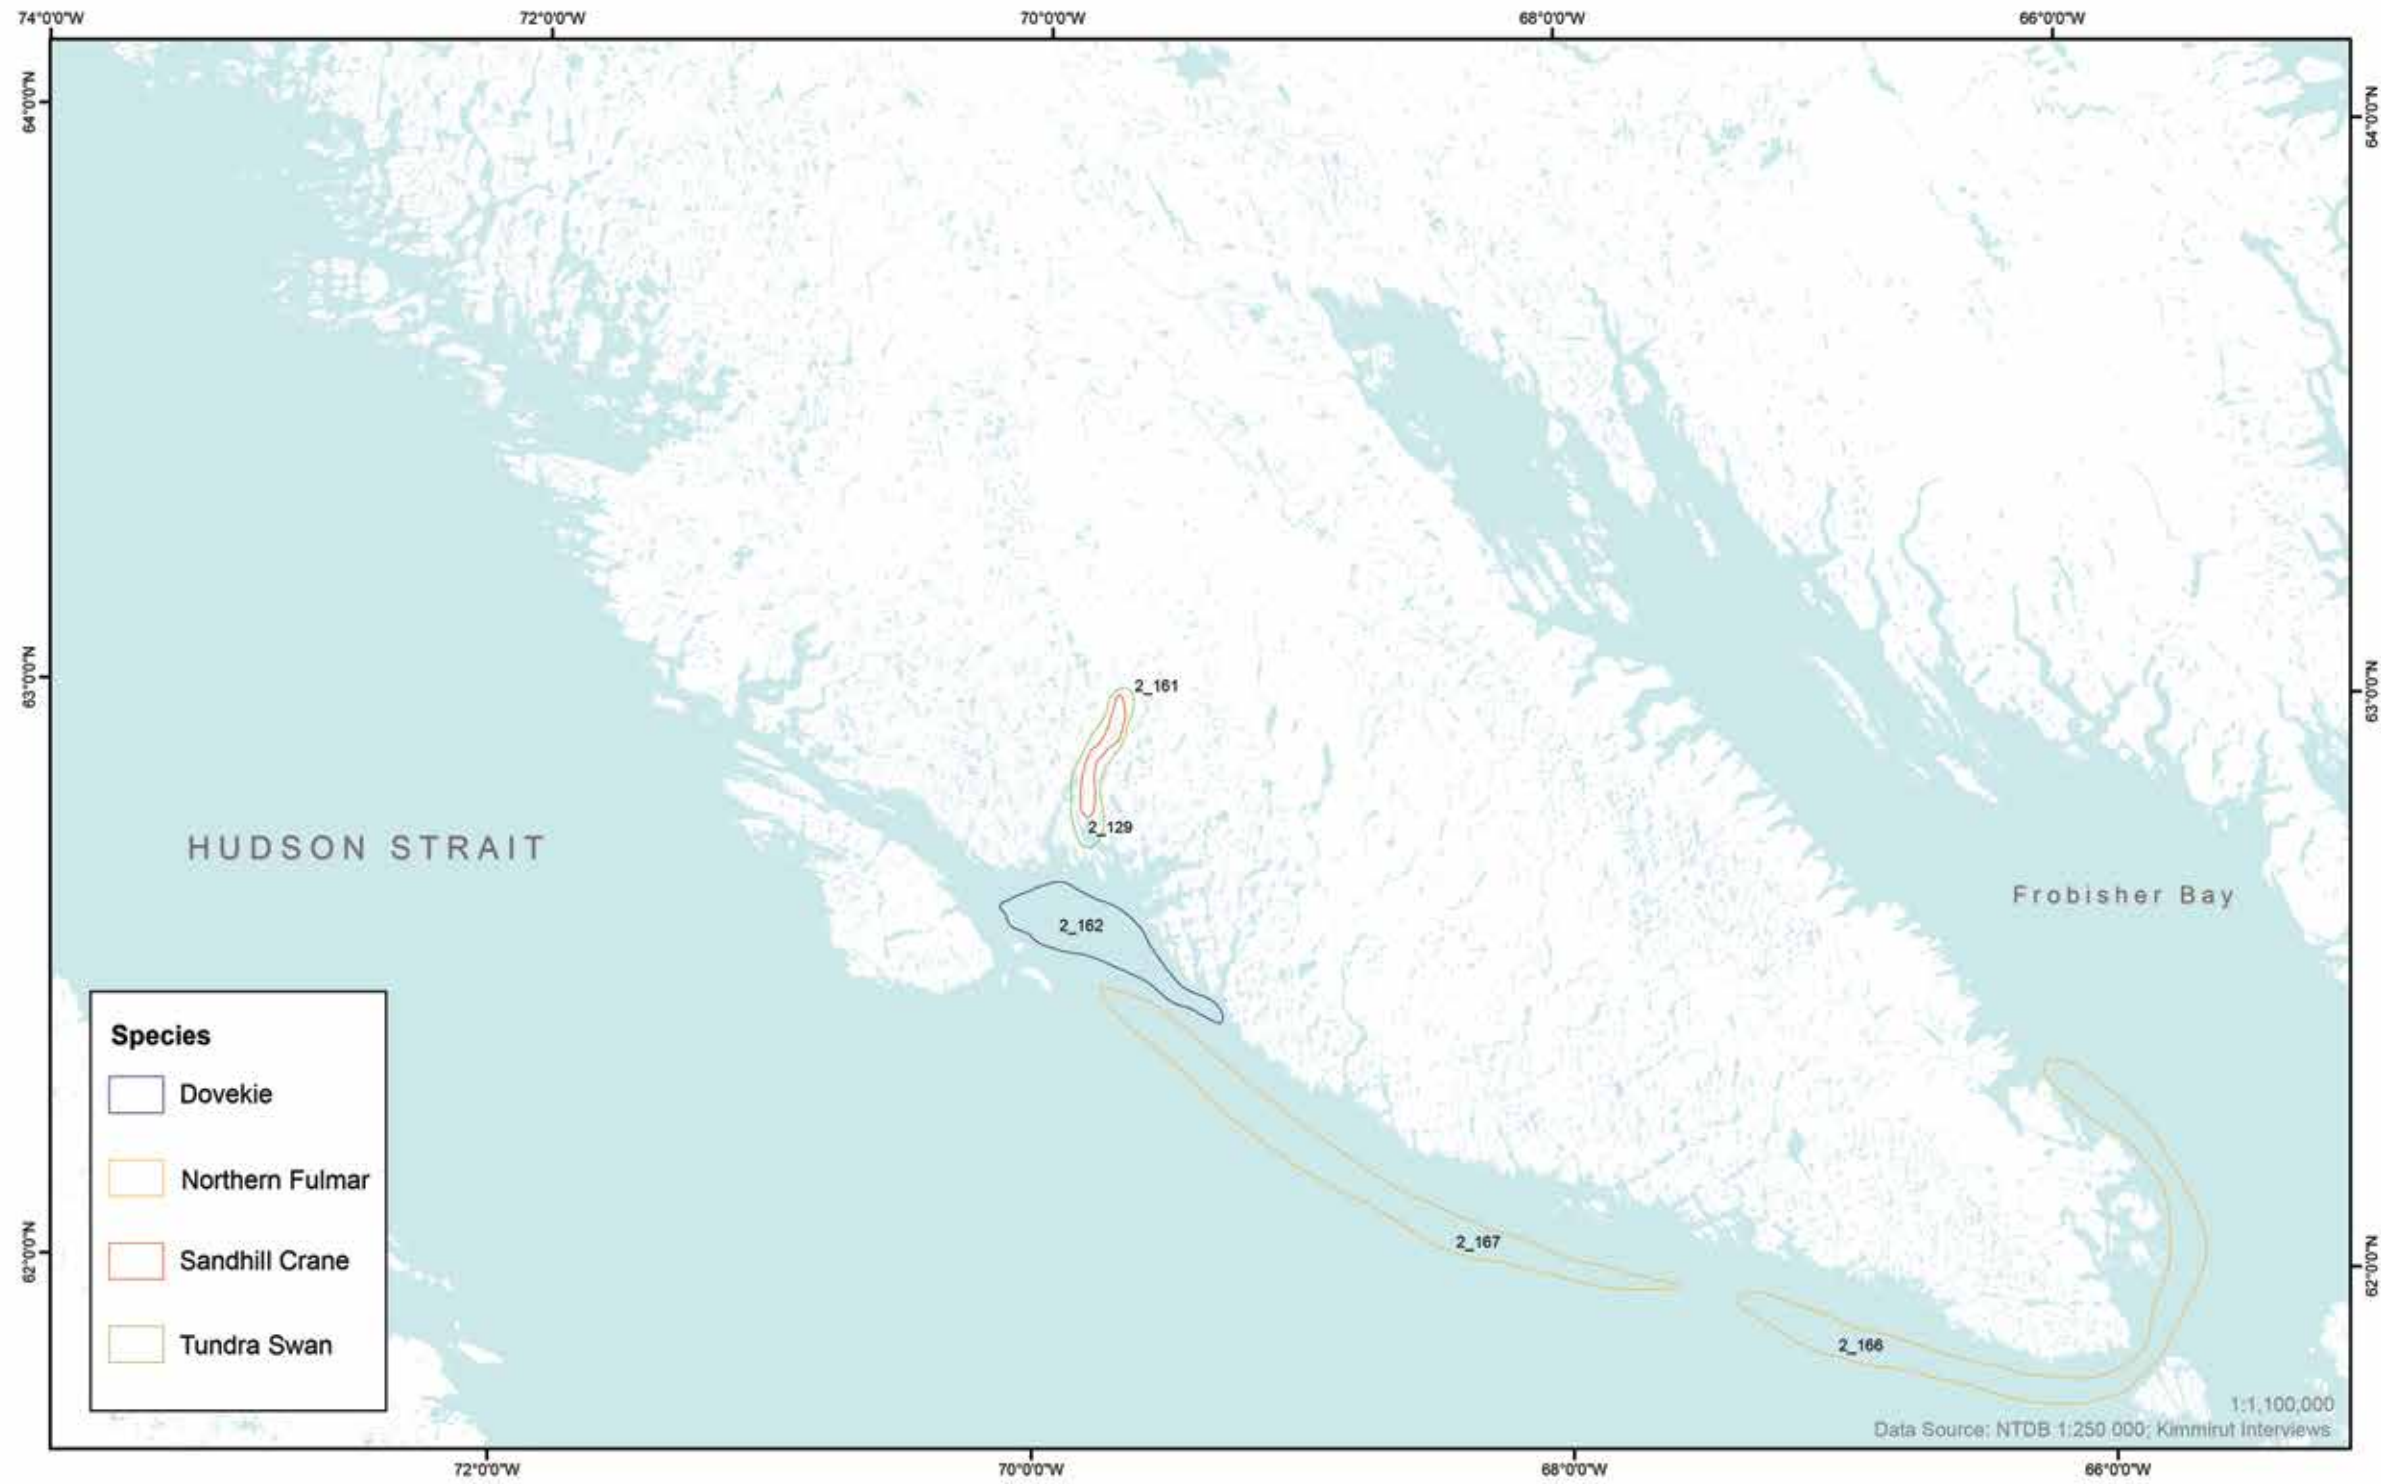 74°0'0"W 72°0'0"W 70°0'0"W 68°0'0"W 66°0'0"W
64°0'0"N
64°0'0"N
63°0'0"N
63°0'0"N
2_161
2_129
HUDSON STRAIT
Frobisher Bay
2_162
Species
Dovekie
Northern Fulmar
Sandhill Crane
Tundra Swan
62°0'0"N
62°0'0"N
2_167
2_166
1:1,100,000
Data Source: NTDB 1:250 000; Kimmirut Interviews
72°0'0"W 70°0'0"W 68°0'0"W 66°0'0"W